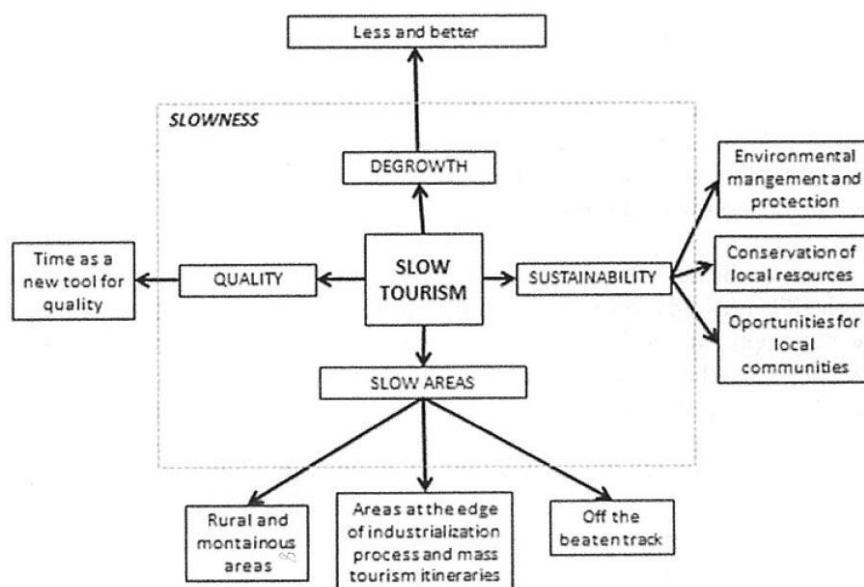 Less and better
SLOWNESS
DEGROWTH
Environmental
mangement and
protection
Time as a
new tool for
quality
QUALITY
SLOW
TOURISM
SUSTAINABILITY
Conservation of
local resources
Oportunities for
local
communities
SLOW AREAS
Rural and
montainous
areas
Areas at the edge
of industrialization
process and mass
tourism itineraries
Off the
beaten track